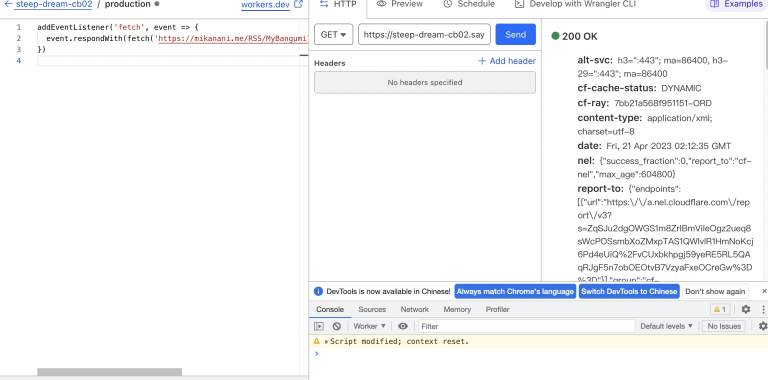 steep-dream-cb02 / production
workers.dev
HTTP
Preview
Schedule
Develop with Wrangler CLI
Examples
1 addEventListener('fetch', event => {
2 event.respondWith(fetch('https://mikanani.me/RSS/MyBangumi
3 })
4
GET
https://steep-dream-cb02.say
Send
Headers
+ Add header
No headers specified
200 OK
alt-svc: h3=":443"; ma=86400, h3-
29=":443"; ma=86400
cf-cache-status: DYNAMIC
cf-ray: 7bb21a568f951151-ORD
content-type: application/xml;
charset=utf-8
date: Fri, 21 Apr 2023 02:12:35 GMT
nel: {"success_fraction":0,"report_to":"cf-
nel","max_age":604800}
report-to: {"endpoints":
[{"url":"https:\/\/a.nel.cloudflare.com\/rep
ort\/v3?
s=ZqSJu2dgOWGS1m8ZrlBmVileOgz2ueq8
sWcPOSsmbXoZMxpTAS1QWlvlR1HmNoKcj
6Pd4eUiQ%2FvCUxbkhpgj59yeRE5RL5QA
qRJgF5n7obOEOtvB7VzyaFxeOCreGw%3D
%3D"}],"group":"cf-
DevTools is now available in Chinese!
Always match Chrome's language
Switch DevTools to Chinese
Don't show again
Console
Sources
Network
Memory
Profiler
1
Worker
Filter
Default levels
No Issues
Script modified; context reset.